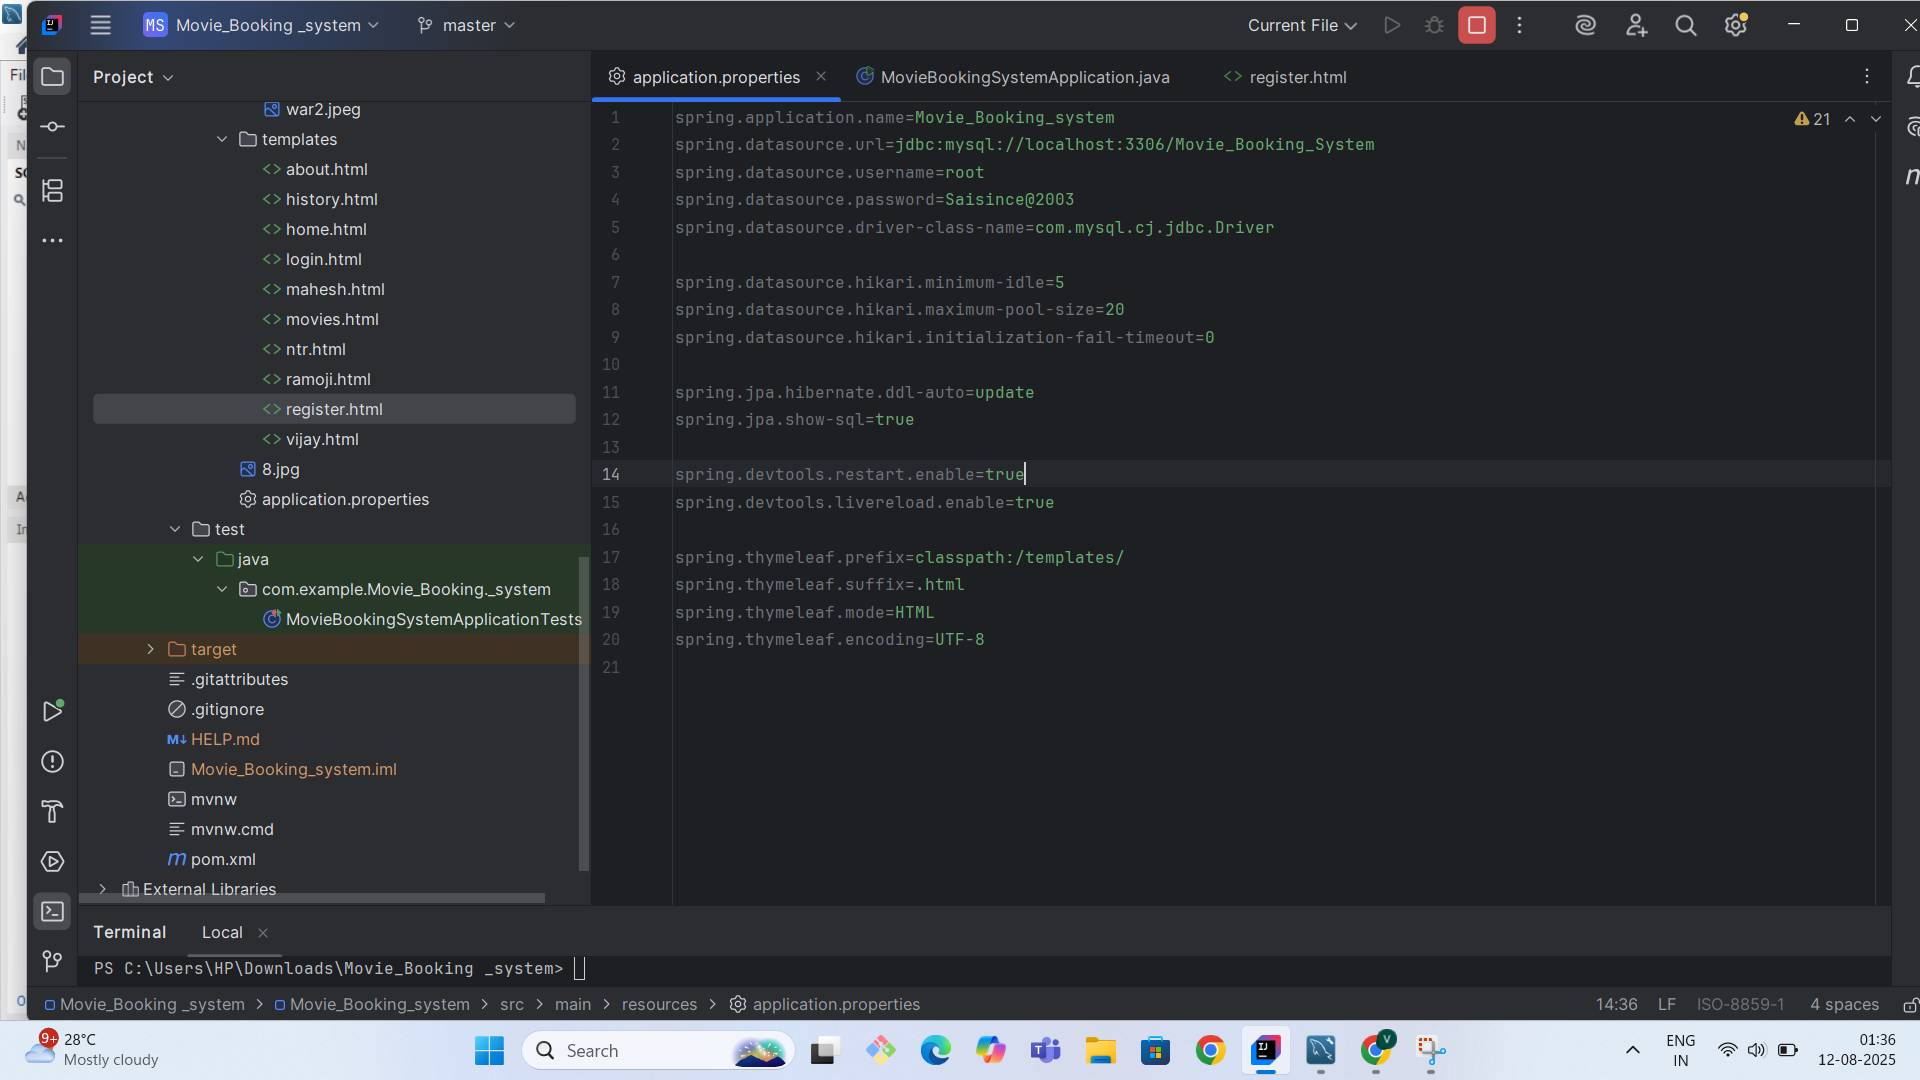 MS Movie_Booking _system
master
Current File
Project
application.properties
MovieBookingSystemApplication.java
register.html
war2.jpeg
templates
about.html
history.html
home.html
login.html
mahesh.html
movies.html
ntr.html
ramoji.html
register.html
vijay.html
8.jpg
application.properties
test
java
com.example.Movie_Booking._system
MovieBookingSystemApplicationTests
target
.gitattributes
.gitignore
M↓ HELP.md
Movie_Booking_system.iml
mvnw
mvnw.cmd
m pom.xml
External Libraries
1 spring.application.name=Movie_Booking_system
2 spring.datasource.url=jdbc:mysql://localhost:3306/Movie_Booking_System
3 spring.datasource.username=root
4 spring.datasource.password=Saisince@2003
5 spring.datasource.driver-class-name=com.mysql.cj.jdbc.Driver
6
7 spring.datasource.hikari.minimum-idle=5
8 spring.datasource.hikari.maximum-pool-size=20
9 spring.datasource.hikari.initialization-fail-timeout=0
10
11 spring.jpa.hibernate.ddl-auto=update
12 spring.jpa.show-sql=true
13
14 spring.devtools.restart.enable=true
15 spring.devtools.livereload.enable=true
16
17 spring.thymeleaf.prefix=classpath:/templates/
18 spring.thymeleaf.suffix=.html
19 spring.thymeleaf.mode=HTML
20 spring.thymeleaf.encoding=UTF-8
21
21
Terminal
Local
PS C:\Users\HP\Downloads\Movie_Booking _system>
Movie_Booking _system > Movie_Booking_system > src > main > resources > application.properties
14:36 LF ISO-8859-1 4 spaces
9+
28°C
Mostly cloudy
Search
ENG
IN
01:36
12-08-2025